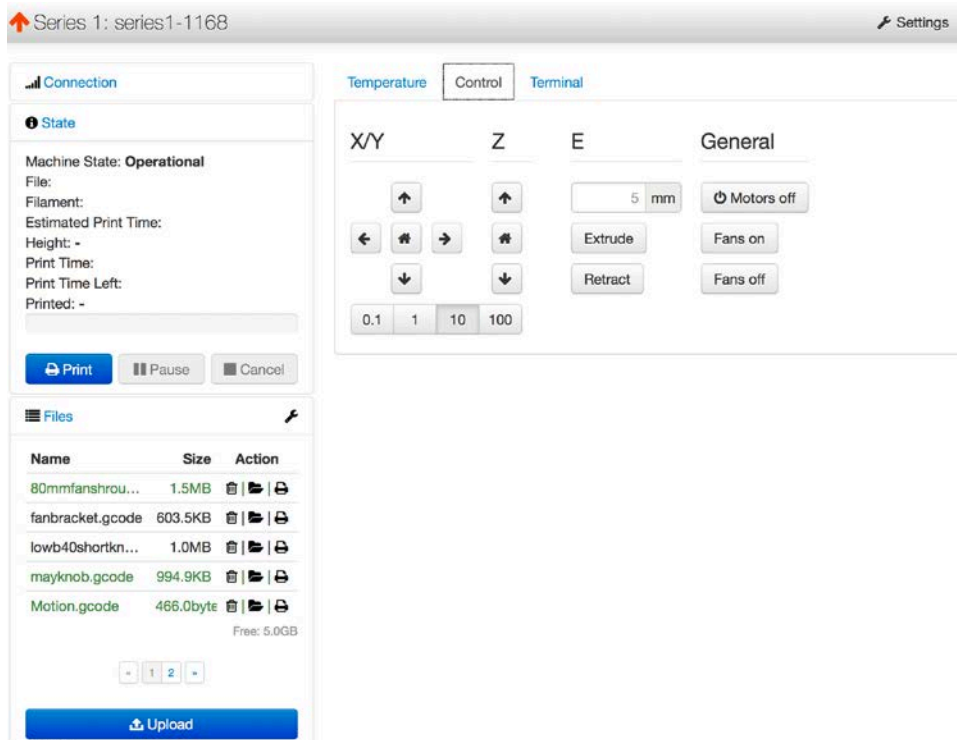 Series 1: series1-1168
Settings
Connection
State
Machine State: Operational
File:
Filament:
Estimated Print Time:
Height: -
Print Time:
Print Time Left:
Printed: -
Print Pause Cancel
Files
Name Size Action
80mmfanshrou... 1.5MB | |
fanbracket.gcode 603.5KB | |
lowb40shortkn... 1.0MB | |
mayknob.gcode 994.9KB | |
Motion.gcode 466.0byte | |
Free: 5.0GB
« 1 2 »
Upload
Temperature Control Terminal
X/Y Z E General
5 mm Motors off
Extrude Fans on
Retract Fans off
0.1 1 10 100